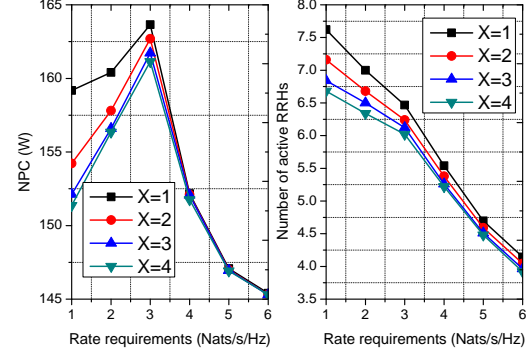 165
160
155
150
145
NPC (W)
X=1
X=2
X=3
X=4
1 2 3 4 5 6
Rate requirements (Nats/s/Hz)
8.0
7.5
7.0
6.5
6.0
5.5
5.0
4.5
4.0
3.5
Number of active RRHs
X=1
X=2
X=3
X=4
1 2 3 4 5 6
Rate requirements (Nats/s/Hz)